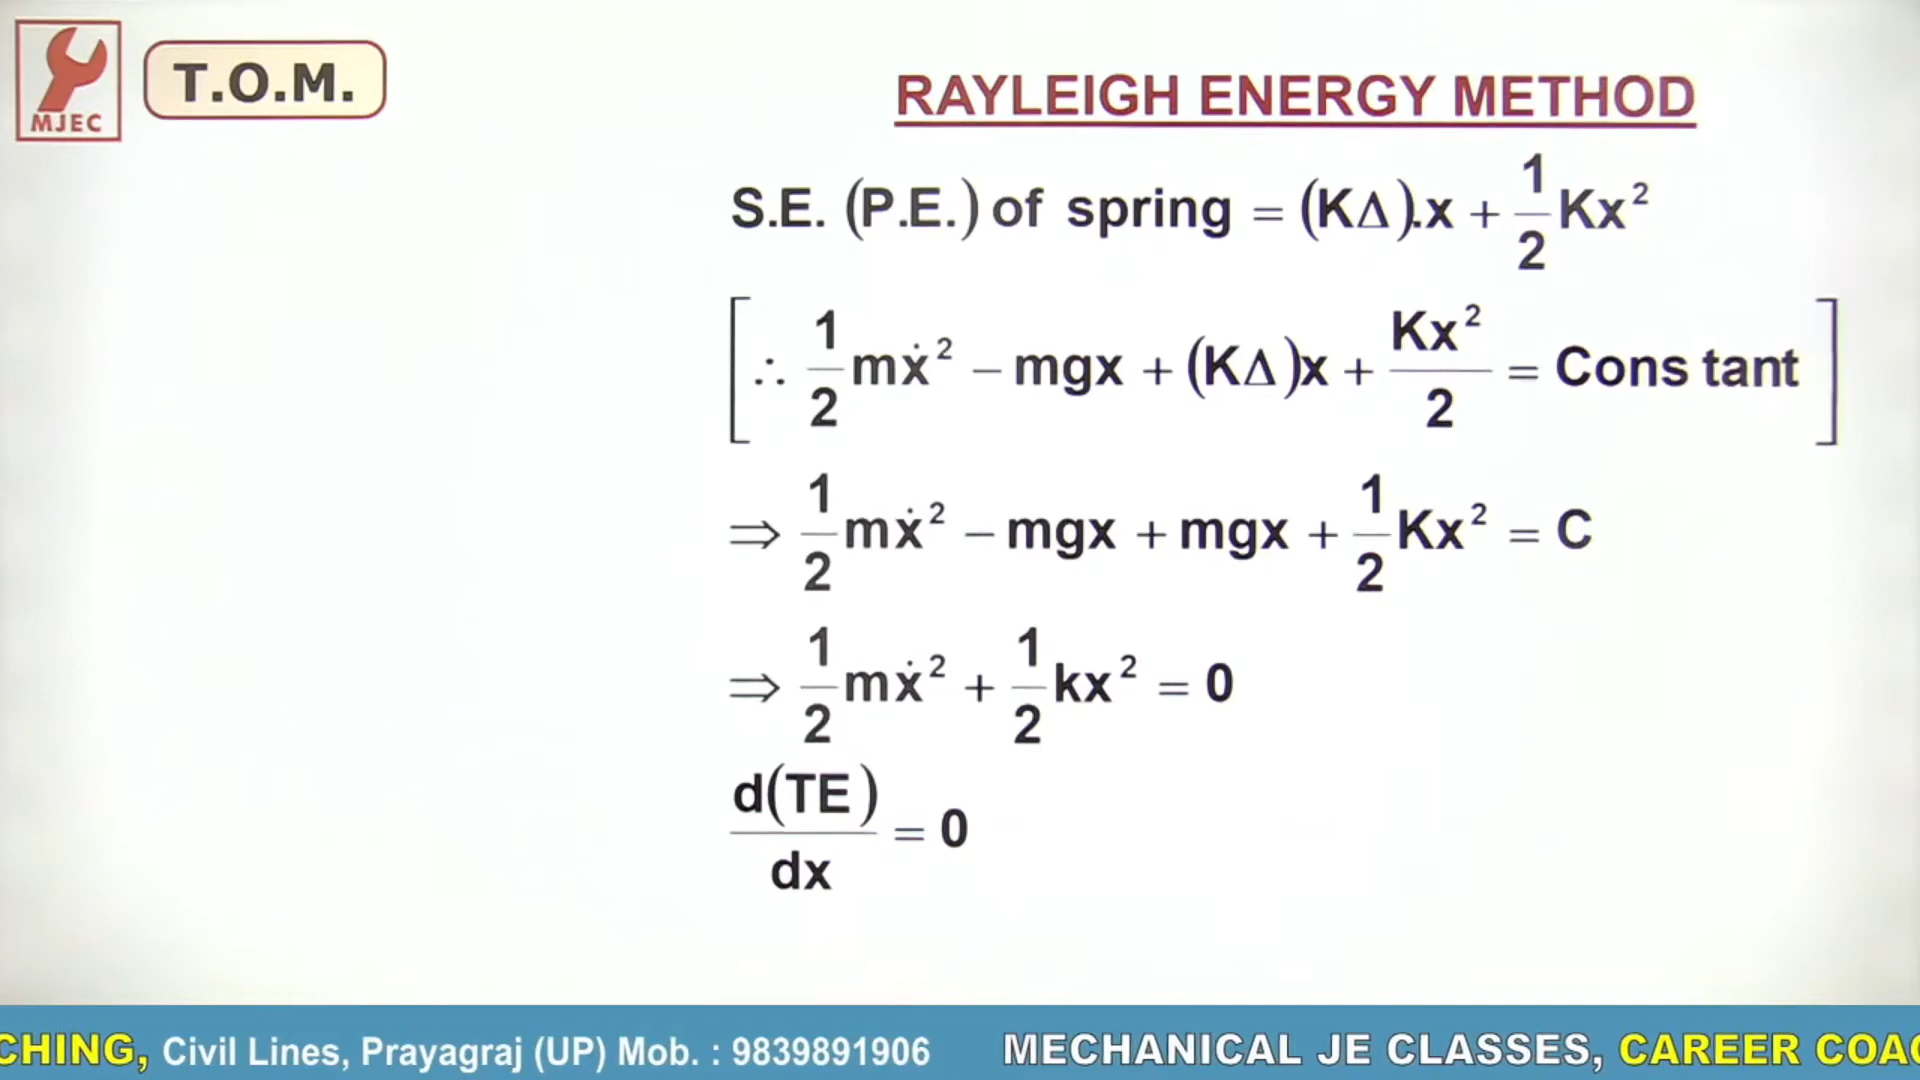 MJEC
T.O.M.
RAYLEIGH ENERGY METHOD
S.E. (P.E.) of spring = (KΔ).x + 1/2 Kx²
[∴ 1/2 mẋ² − mgx + (KΔ)x + Kx²/2 = Cons tant]
⇒ 1/2 mẋ² − mgx + mgx + 1/2 Kx² = C
⇒ 1/2 mẋ² + 1/2 kx² = 0
d(TE)/dx = 0
CHING, Civil Lines, Prayagraj (UP) Mob. : 9839891906 MECHANICAL JE CLASSES, CAREER COAC